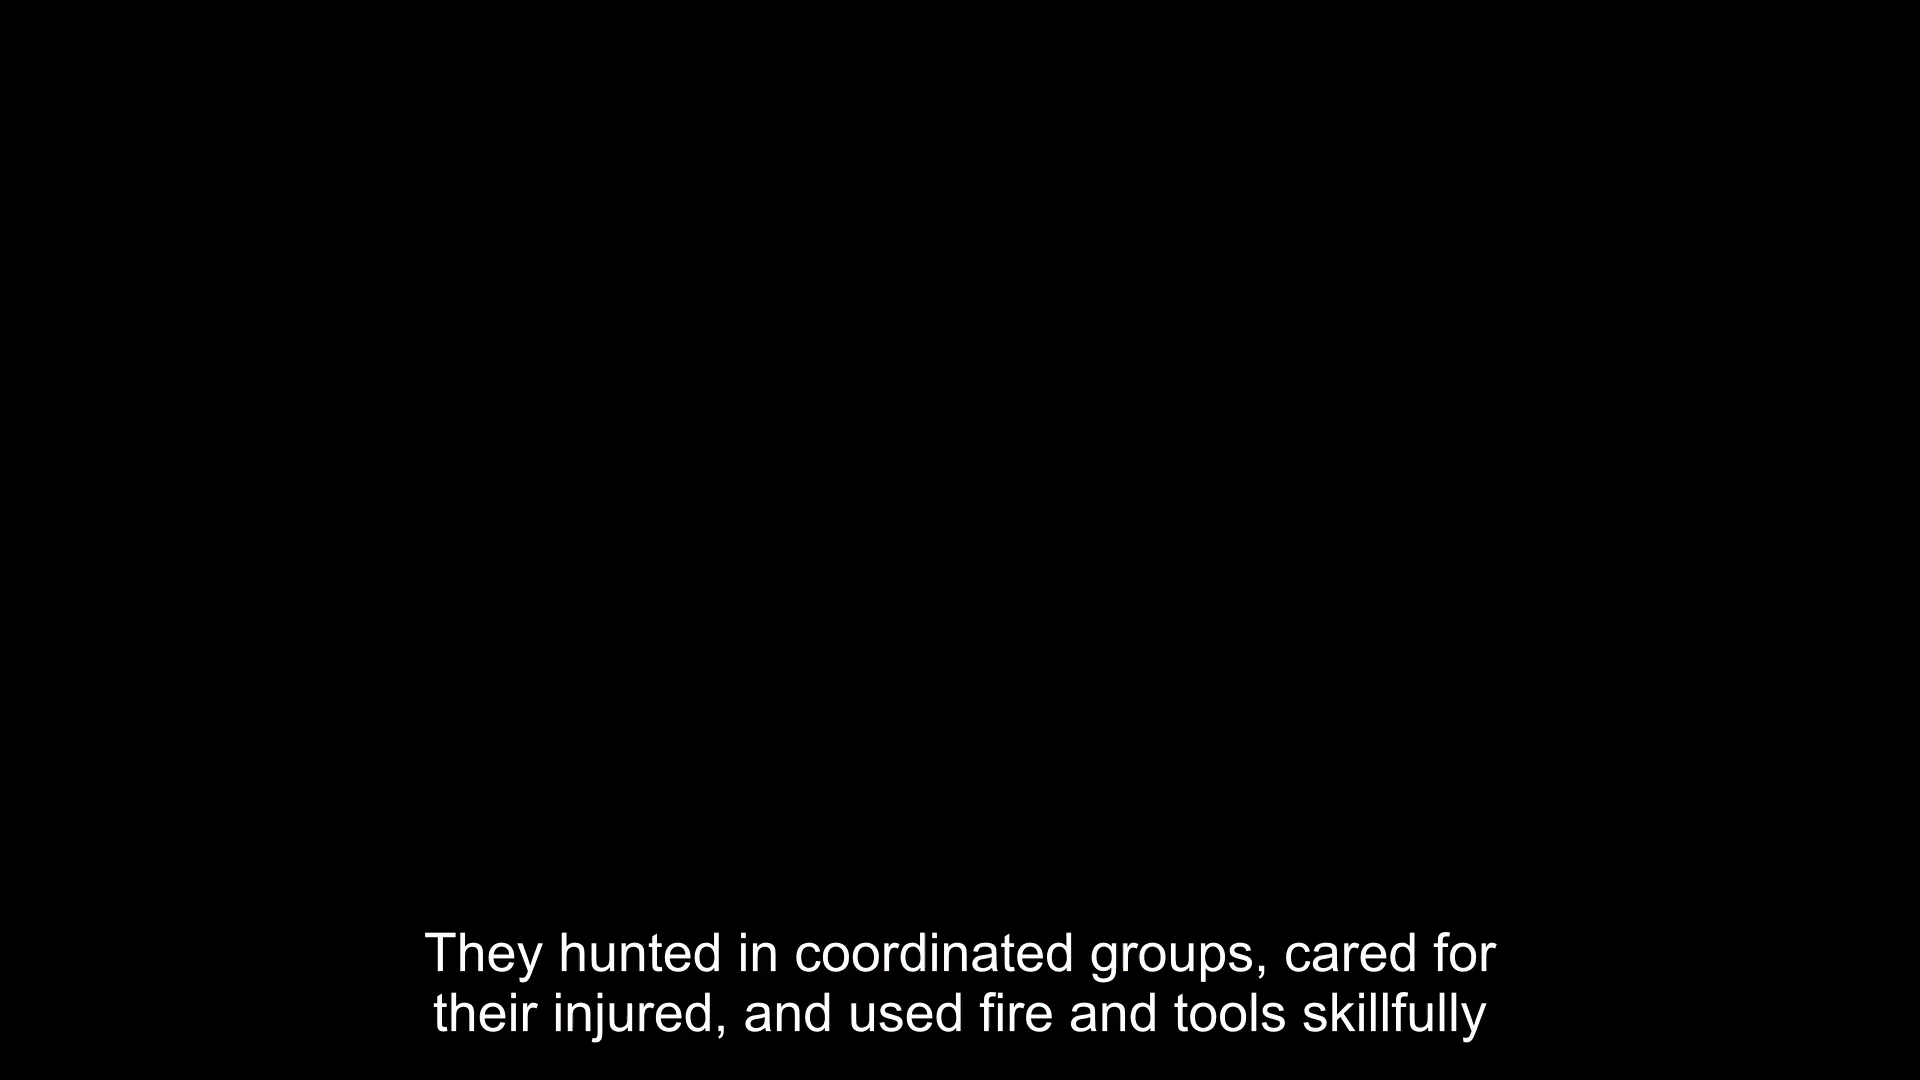 They hunted in coordinated groups, cared for
their injured, and used fire and tools skillfully